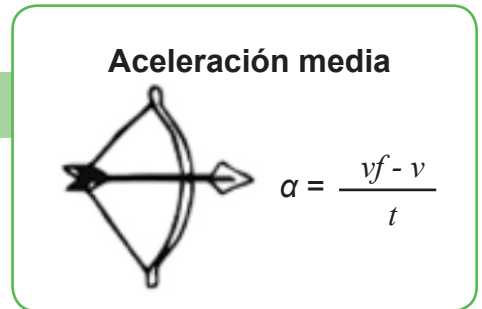 Aceleración media
α = vf - v
t